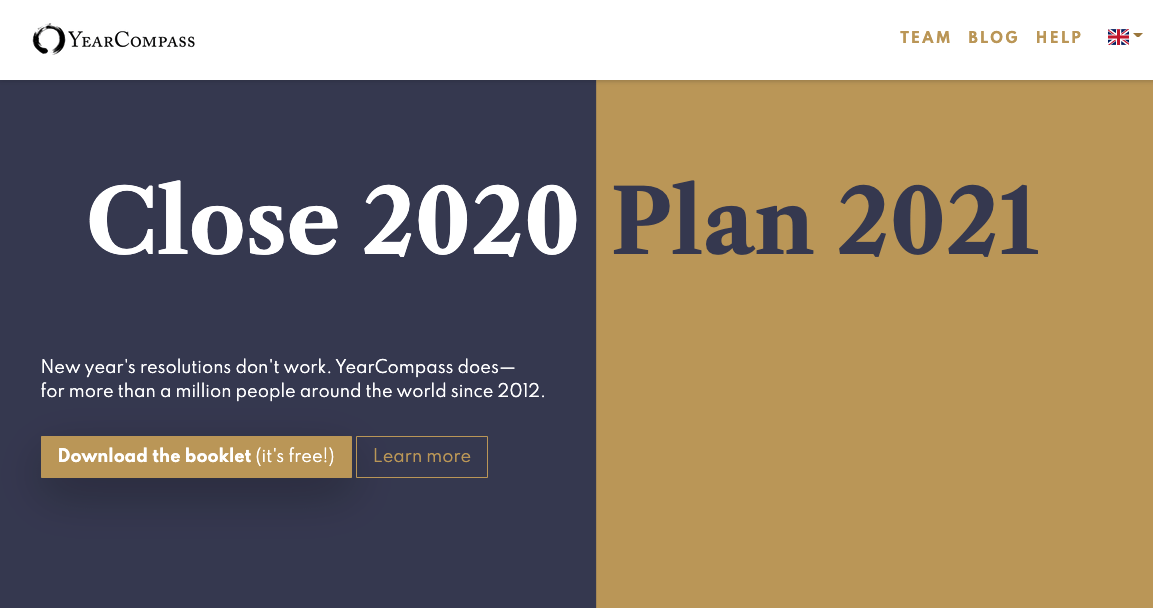 YearCompass
TEAM BLOG HELP
Close 2020 Plan 2021
New year's resolutions don't work. YearCompass does—
for more than a million people around the world since 2012.
Download the booklet (it's free!) Learn more